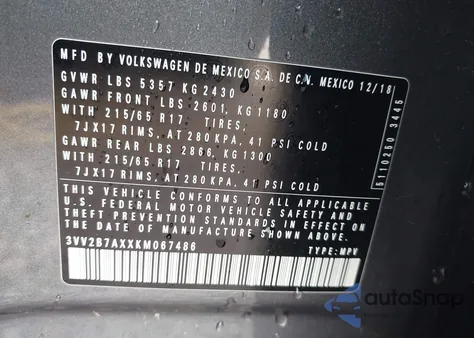 MFD BY VOLKSWAGEN DE MEXICO S.A. DE C.V. MEXICO 12/18
GVWR LBS 5357 KG 2430
GAWR FRONT LBS 2601, KG 1180
WITH 215/65 R17 TIRES,
7JX17 RIMS, AT 280 KPA, 41 PSI COLD
GAWR REAR LBS 2866, KG 1300
WITH 215/65 R17 TIRES,
7JX17 RIMS, AT 280 KPA, 41 PSI COLD
THIS VEHICLE CONFORMS TO ALL APPLICABLE
U.S. FEDERAL MOTOR VEHICLE SAFETY AND
THEFT PREVENTION STANDARDS IN EFFECT ON
THE DATE OF MANUFACTURE SHOWN ABOVE.
3VV2B7AXXKM067486 TYPE: MPV
5110250 3445
autoSnap